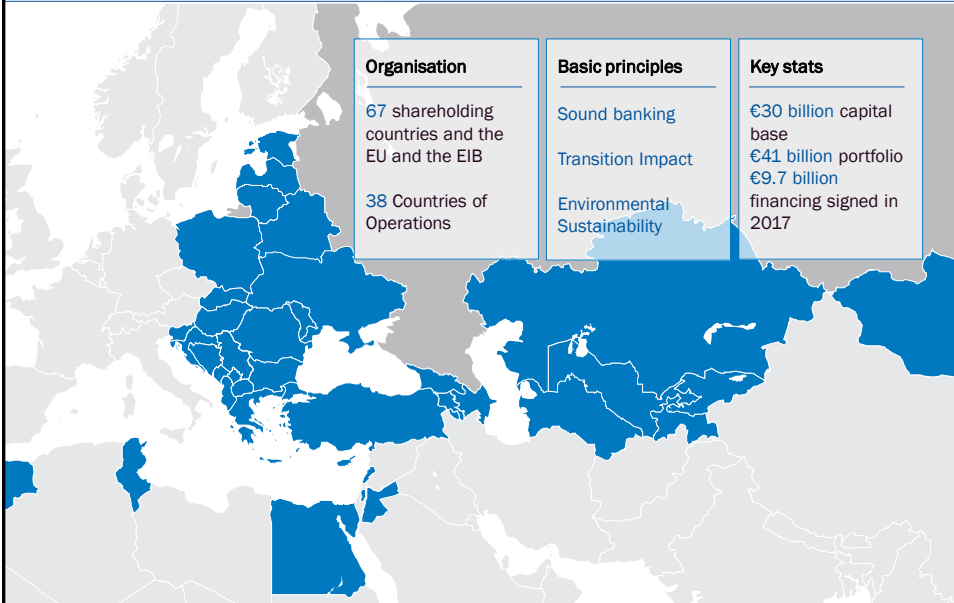 Organisation
67 shareholding
countries and the
EU and the EIB
38 Countries of
Operations
Basic principles
Sound banking
Transition Impact
Environmental
Sustainability
Key stats
€30 billion capital
base
€41 billion portfolio
€9.7 billion
financing signed in
2017